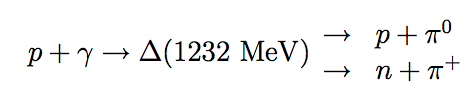 → p + π⁰
p + γ → Δ(1232 MeV)
→ n + π⁺